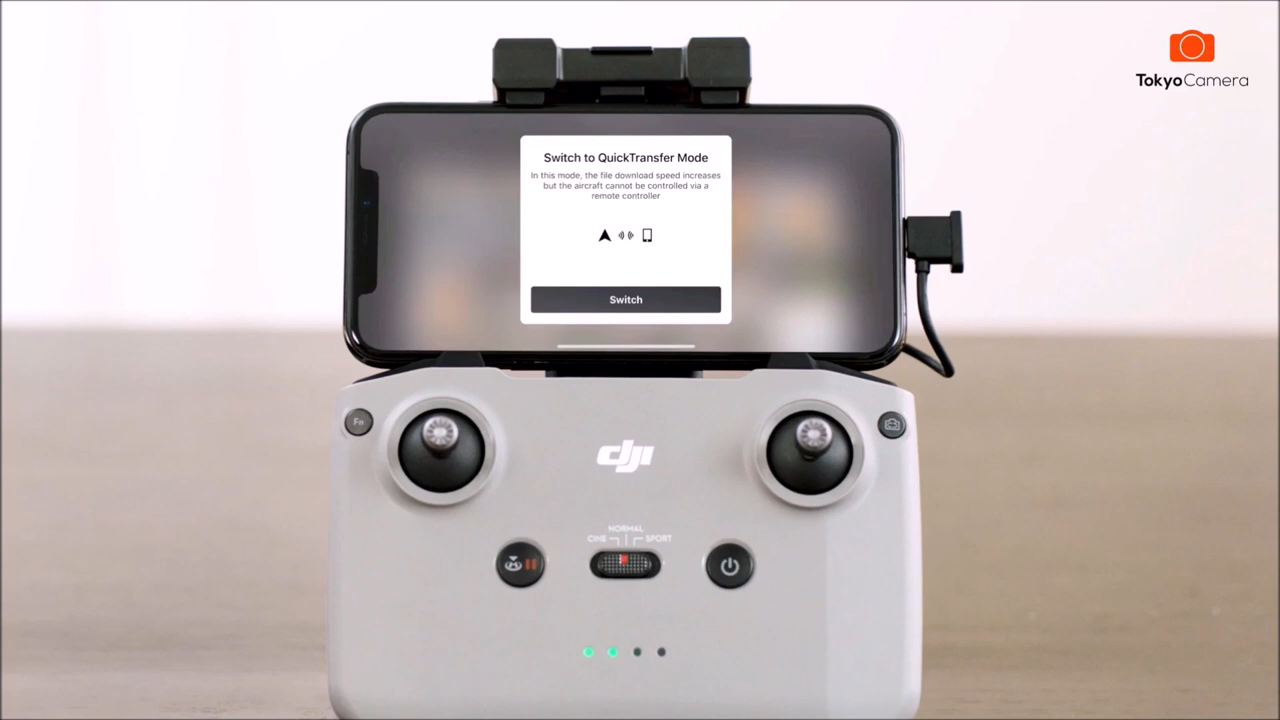 TokyoCamera
Switch to QuickTransfer Mode
In this mode, the file download speed increases
but the aircraft cannot be controlled via a
remote controller
Switch
Fn
dji
NORMAL
CINE
SPORT